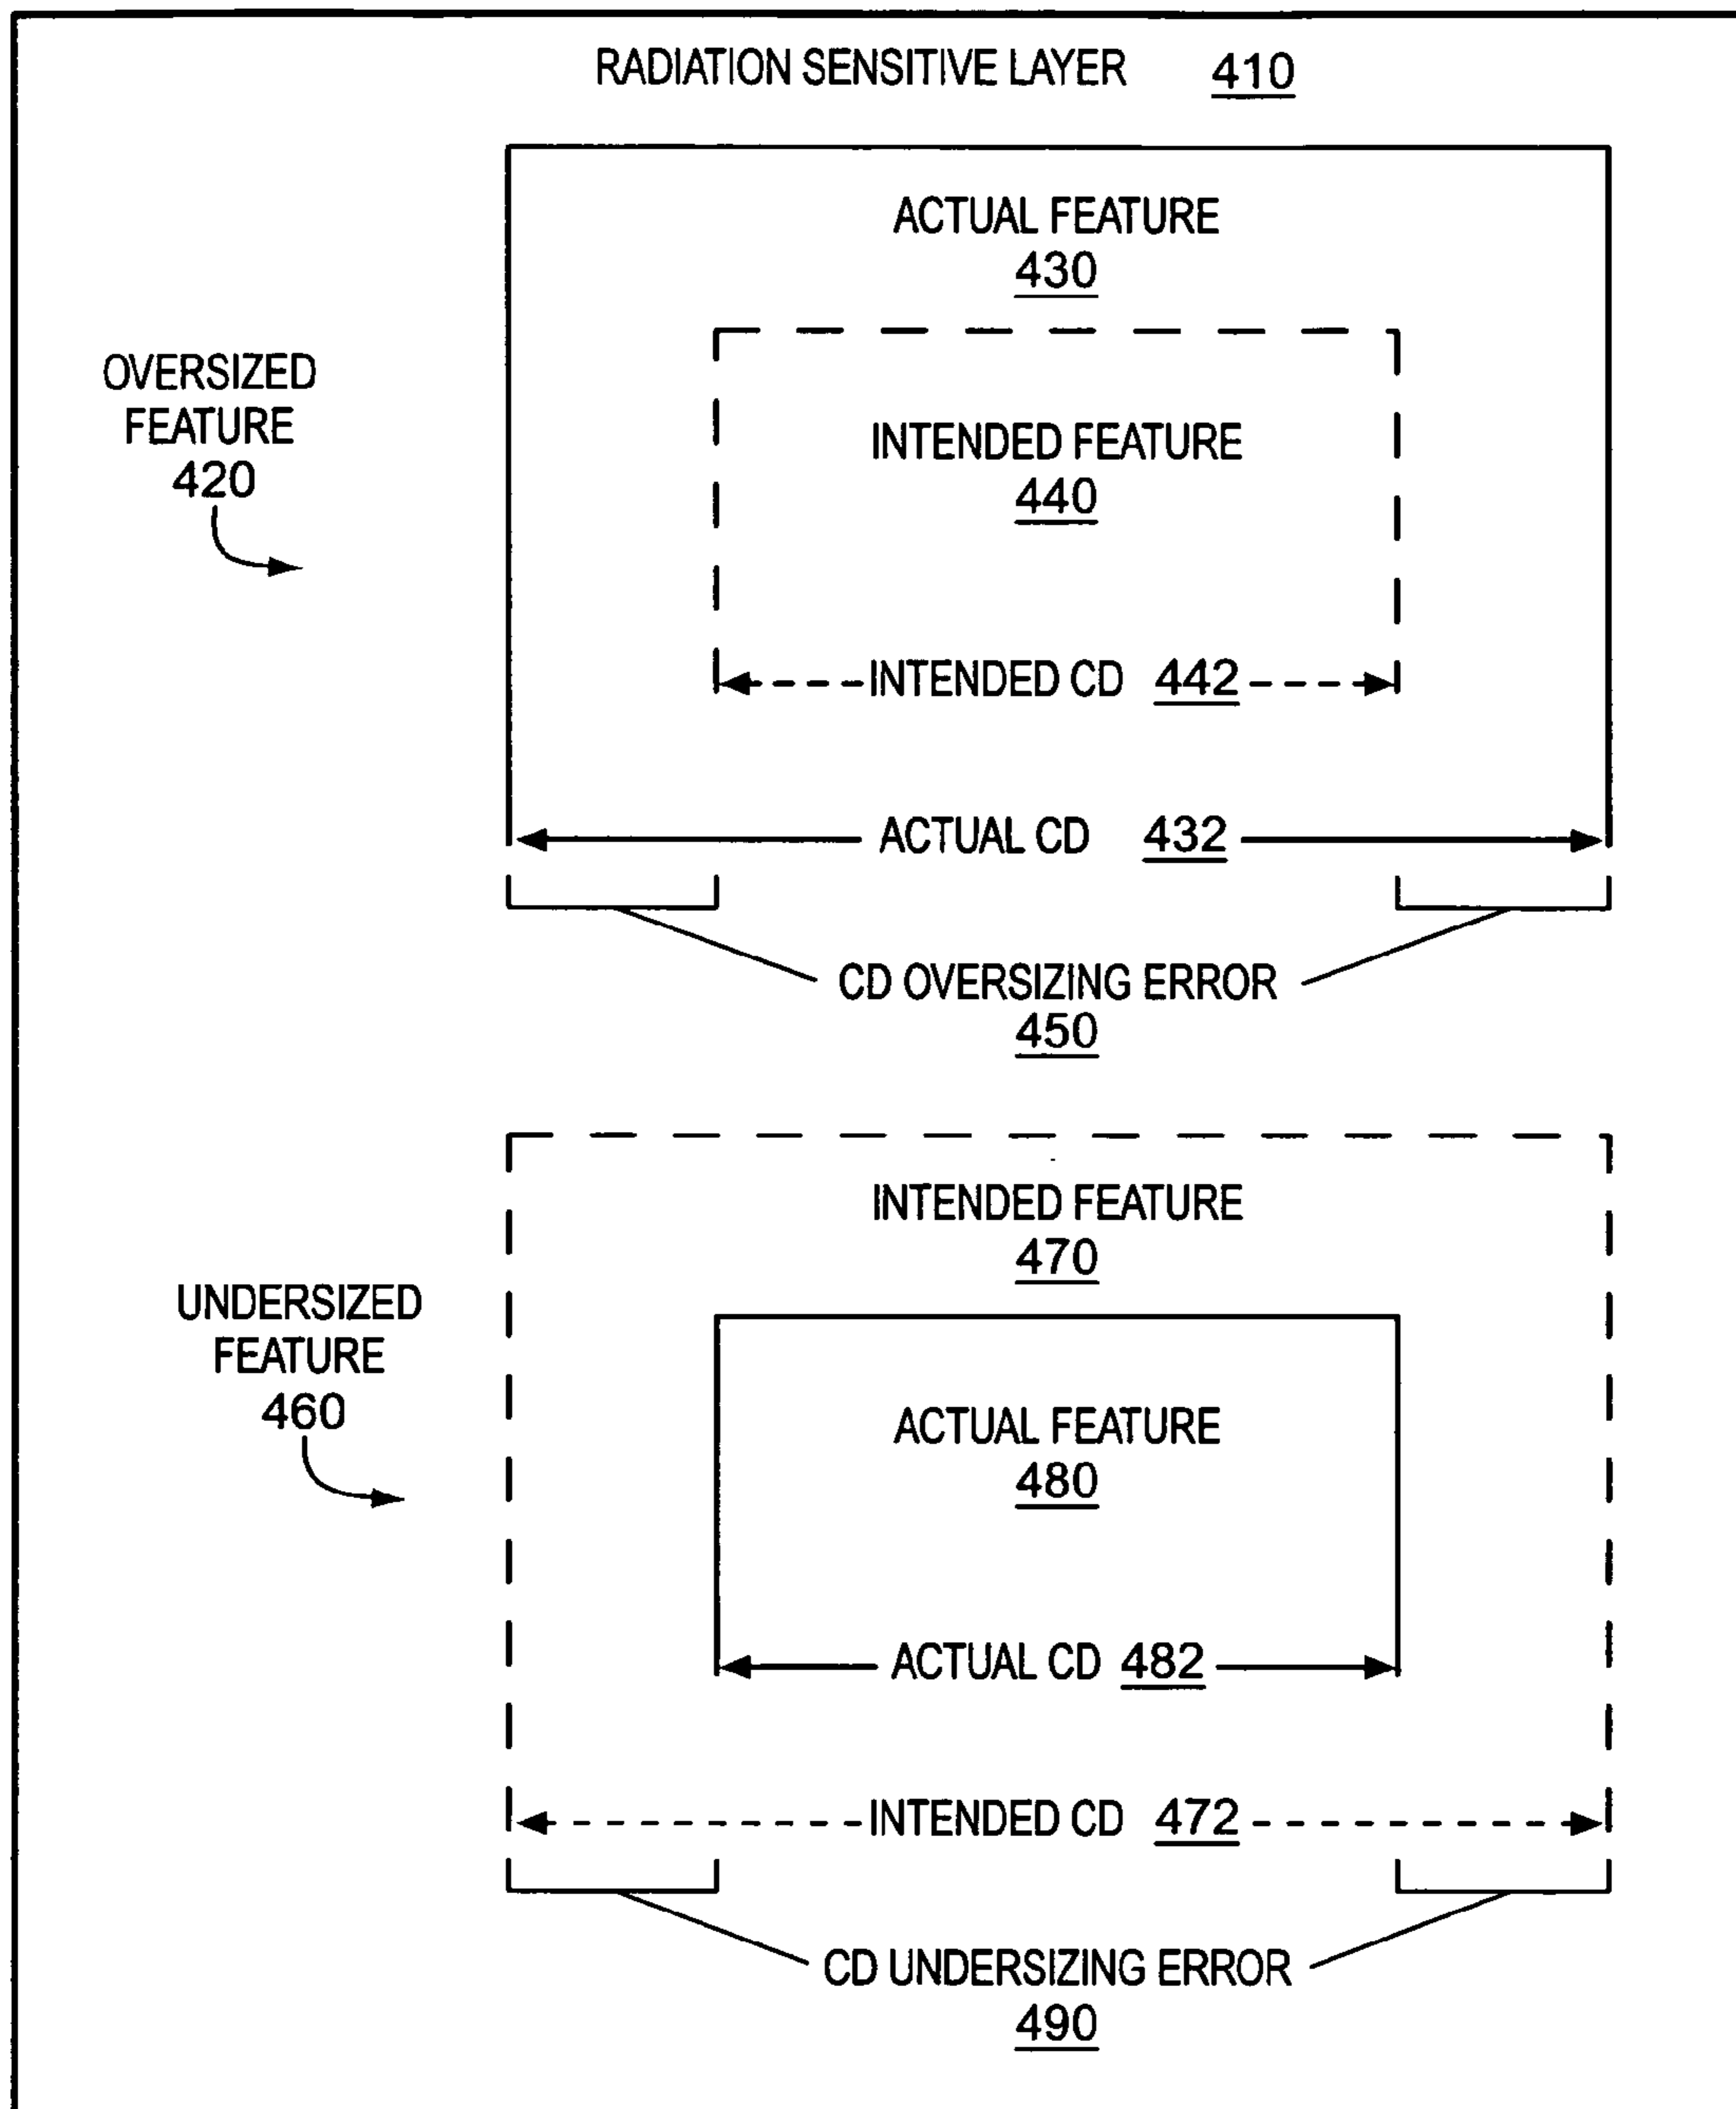 RADIATION SENSITIVE LAYER 410
ACTUAL FEATURE
430
OVERSIZED
FEATURE
420
INTENDED FEATURE
440
INTENDED CD 442
ACTUAL CD 432
CD OVERSIZING ERROR
450
INTENDED FEATURE
470
UNDERSIZED
FEATURE
460
ACTUAL FEATURE
480
ACTUAL CD 482
INTENDED CD 472
CD UNDERSIZING ERROR
490